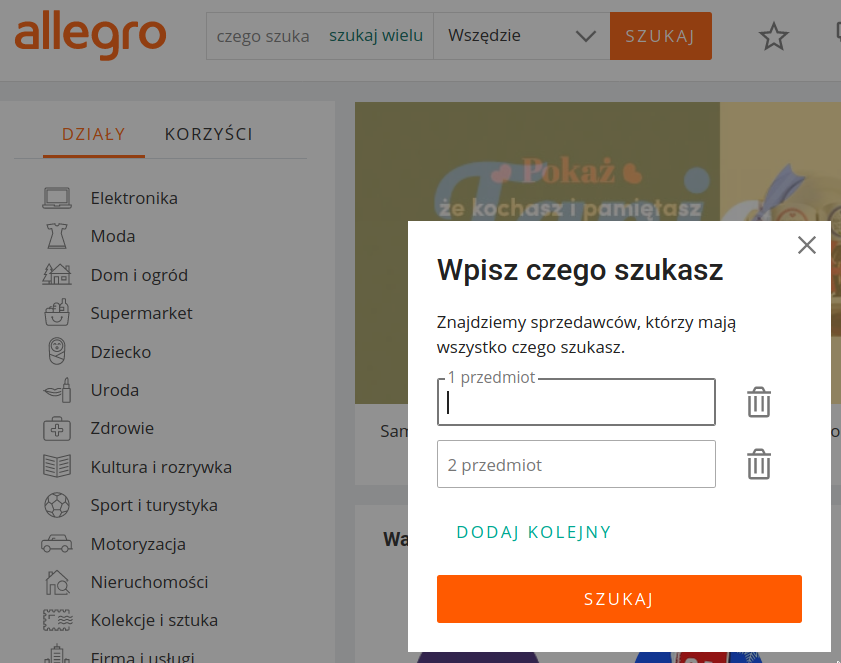 allegro
czego szuka szukaj wielu Wszędzie SZUKAJ
DZIAŁY KORZYŚCI
Elektronika
Moda
Dom i ogród
Supermarket
Dziecko
Uroda
Zdrowie
Kultura i rozrywka
Sport i turystyka
Motoryzacja
Nieruchomości
Kolekcje i sztuka
Firma i usługi
Pokaż
że kochasz i pamiętasz
Wpisz czego szukasz
Znajdziemy sprzedawców, którzy mają
wszystko czego szukasz.
1 przedmiot
2 przedmiot
DODAJ KOLEJNY
SZUKAJ